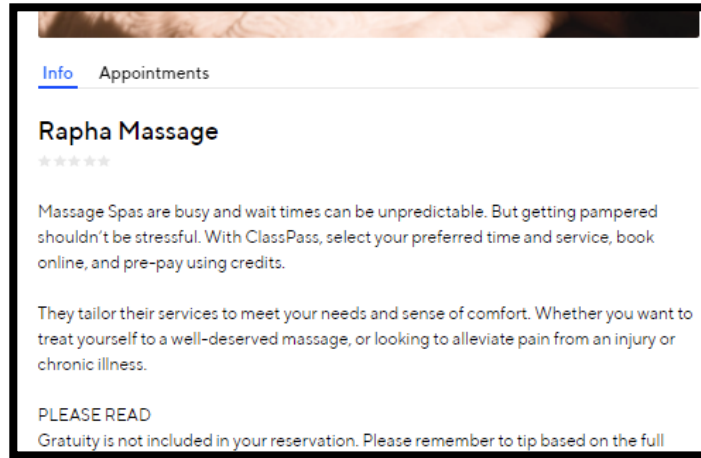 Info Appointments
Rapha Massage
Massage Spas are busy and wait times can be unpredictable. But getting pampered
shouldn't be stressful. With ClassPass, select your preferred time and service, book
online, and pre-pay using credits.
They tailor their services to meet your needs and sense of comfort. Whether you want to
treat yourself to a well-deserved massage, or looking to alleviate pain from an injury or
chronic illness.
PLEASE READ
Gratuity is not included in your reservation. Please remember to tip based on the full